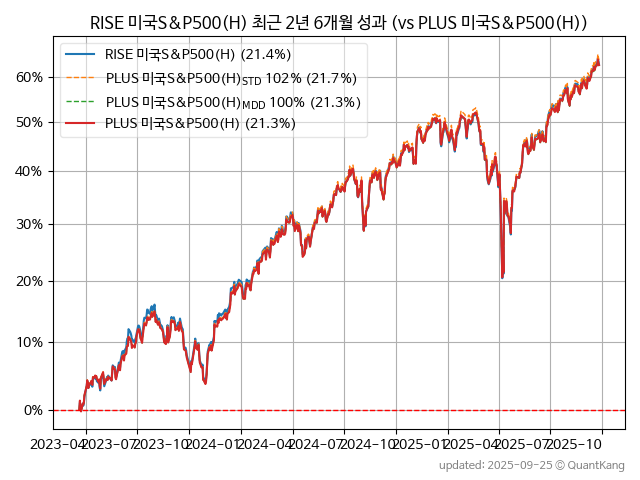 RISE 미국S&P500(H) 최근 2년 6개월 성과 (vs PLUS 미국S&P500(H))
RISE 미국S&P500(H) (21.4%)
PLUS 미국S&P500(H)STD 102% (21.7%)
PLUS 미국S&P500(H)MDD 100% (21.3%)
PLUS 미국S&P500(H) (21.3%)
60%
50%
40%
30%
20%
10%
0%
2023-04 2023-07 2023-10 2024-01 2024-04 2024-07 2024-10 2025-01 2025-04 2025-07 2025-10
updated: 2025-09-25 © QuantKang